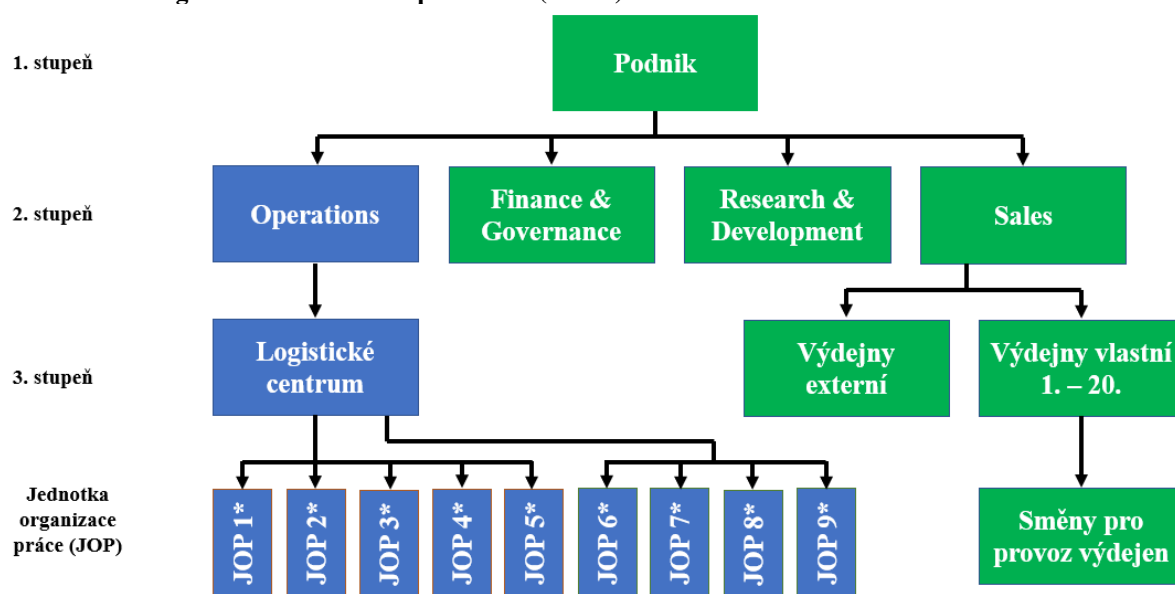 1. stupeň
Podnik
2. stupeň
Operations
Finance &
Governance
Research &
Development
Sales
3. stupeň
Logistické
centrum
Výdejny
externí
Výdejny vlastní
1. – 20.
Jednotka
organizace
práce (JOP)
JOP 1*
JOP 2*
JOP 3*
JOP 4*
JOP 5*
JOP 6*
JOP 7*
JOP 8*
JOP 9*
Směny pro
provoz výdejen